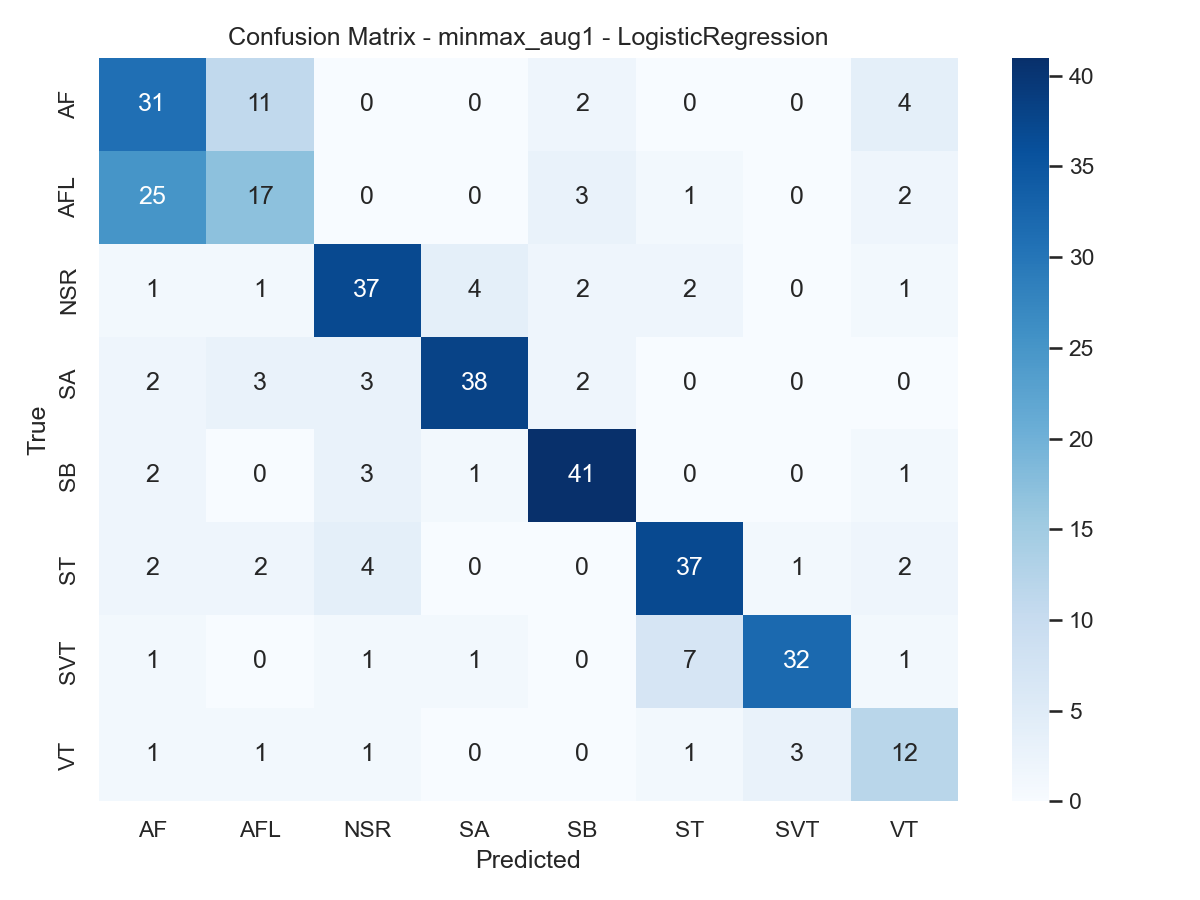 Confusion Matrix - minmax_aug1 - LogisticRegression
True
AF 31 11 0 0 2 0 0 4
AFL 25 17 0 0 3 1 0 2
NSR 1 1 37 4 2 2 0 1
SA 2 3 3 38 2 0 0 0
SB 2 0 3 1 41 0 0 1
ST 2 2 4 0 0 37 1 2
SVT 1 0 1 1 0 7 32 1
VT 1 1 1 0 0 1 3 12
AF AFL NSR SA SB ST SVT VT
Predicted
40
35
30
25
20
15
10
5
0